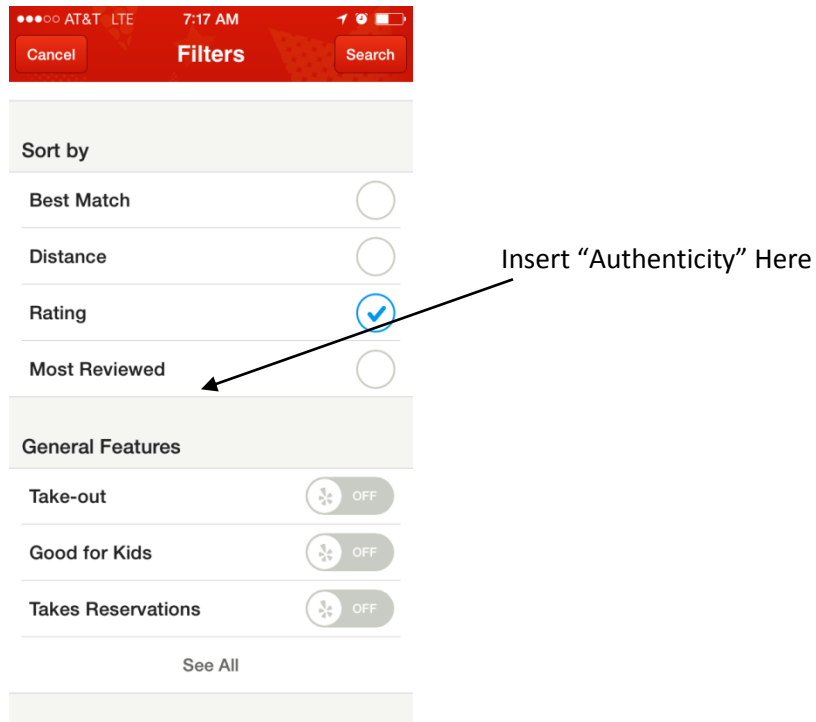 ●●●○○ AT&T LTE 7:17 AM
Cancel Filters Search
Sort by
Best Match
Distance
Insert “Authenticity” Here
Rating
Most Reviewed
General Features
Take-out OFF
Good for Kids OFF
Takes Reservations OFF
See All